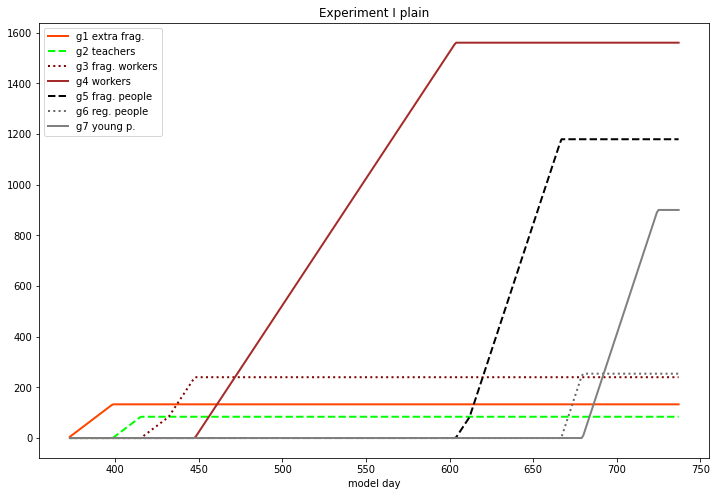 Experiment I plain
g1 extra frag.
g2 teachers
g3 frag. workers
g4 workers
g5 frag. people
g6 reg. people
g7 young p.
1600
1400
1200
1000
800
600
400
200
0
400 450 500 550 600 650 700 750
model day